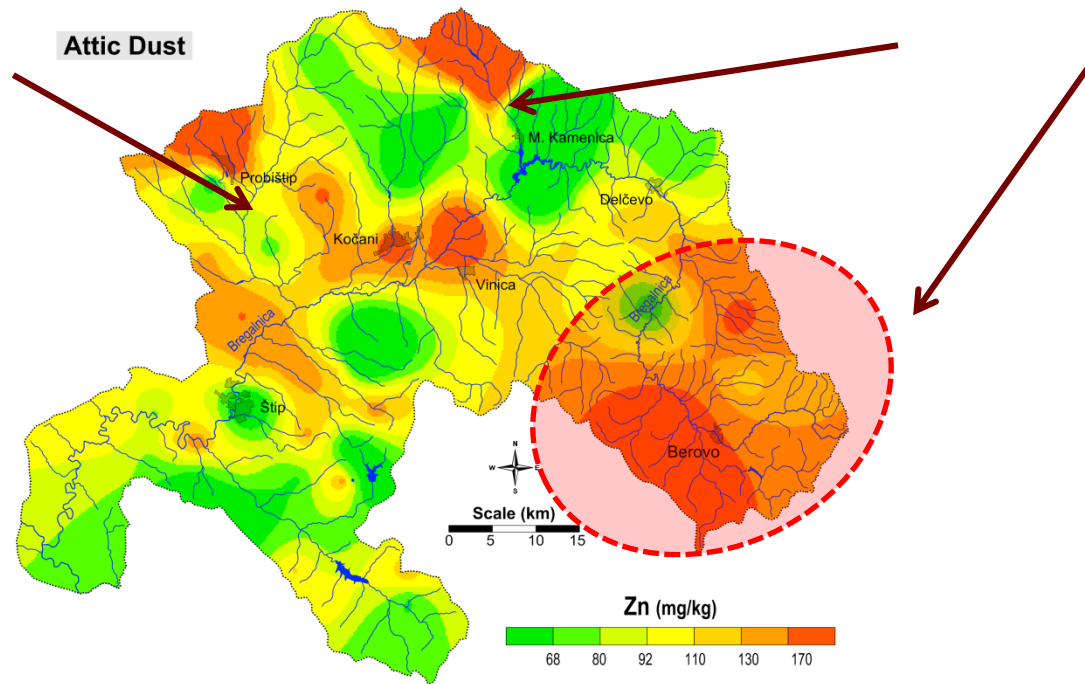 Attic Dust
M. Kamenica
Probištip
Delčevo
Kočani
Vinica
Bregalnica
Bregalnica
Štip
Berovo
N
W E
S
Scale (km)
0 5 10 15
Zn (mg/kg)
68 80 92 110 130 170